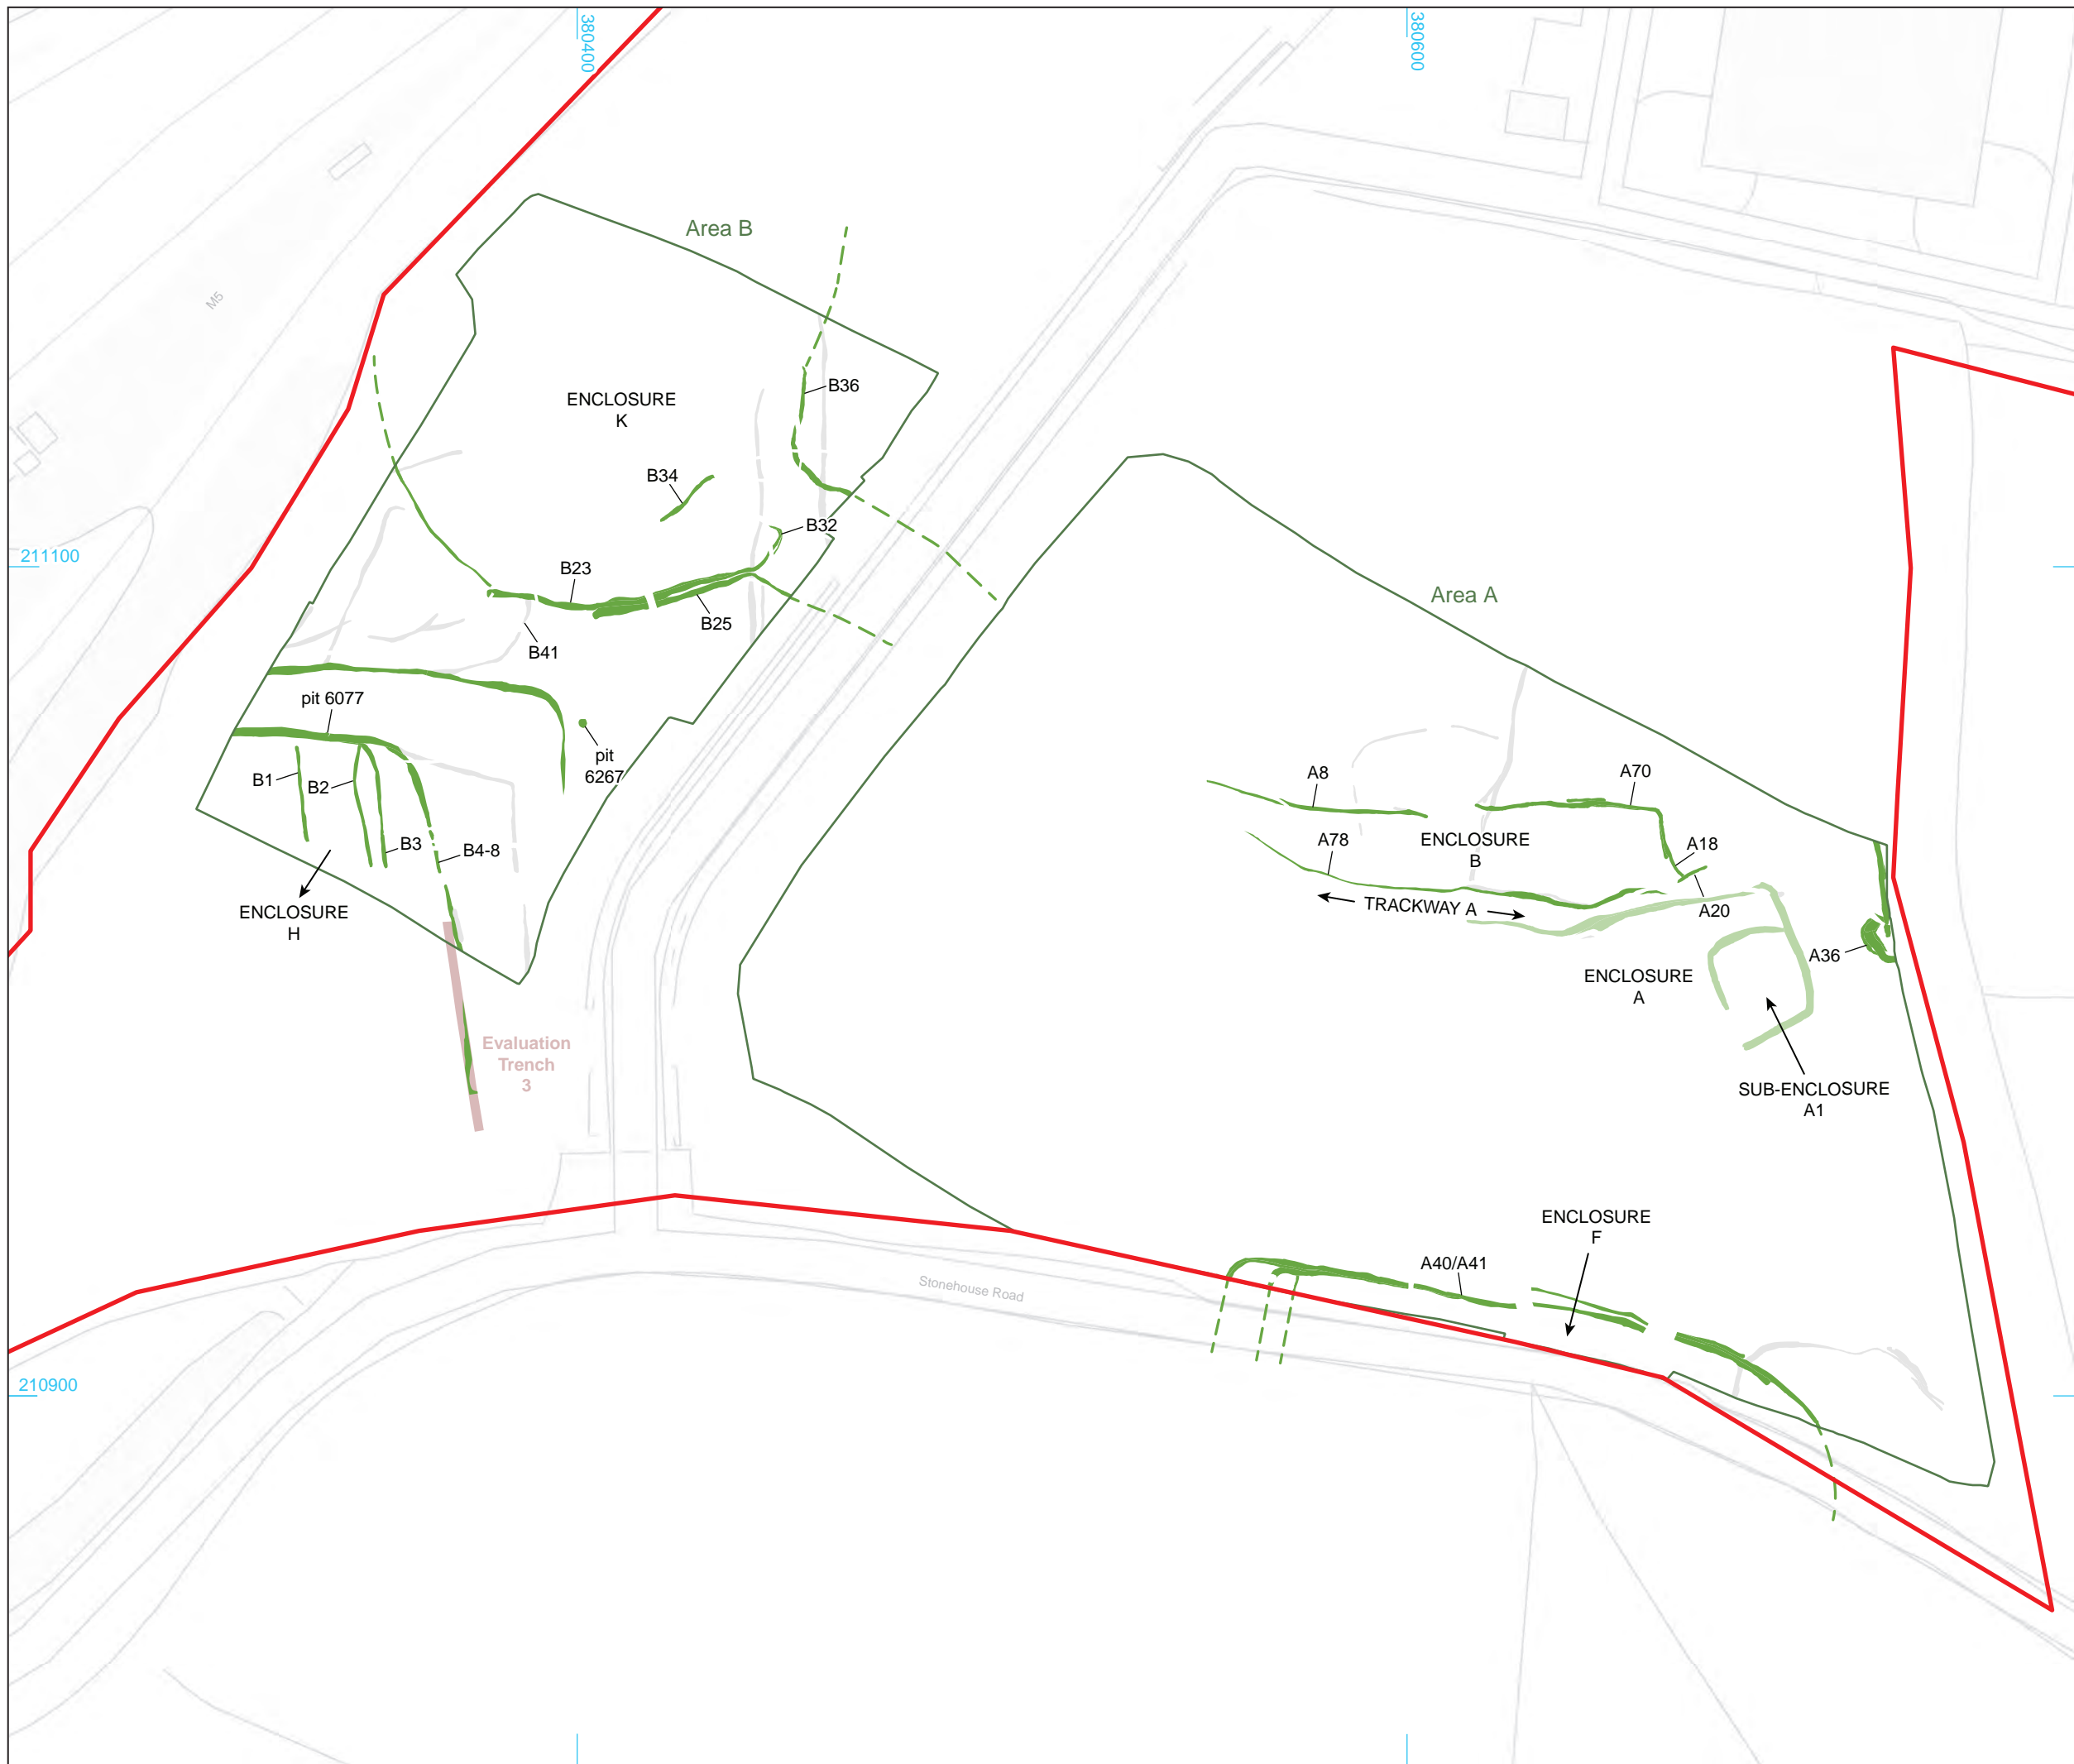 380400
380600
Area B
M5
B36
ENCLOSURE
K
B34
B32
211100
B23
B25
B41
Area A
pit 6077
pit
6267
B1
B2
B3
B4-8
ENCLOSURE
H
A8
A70
A78
ENCLOSURE
B
A18
TRACKWAY A
A20
A36
ENCLOSURE
A
Evaluation
Trench
3
SUB-ENCLOSURE
A1
ENCLOSURE
F
A40/A41
Stonehouse Road
210900